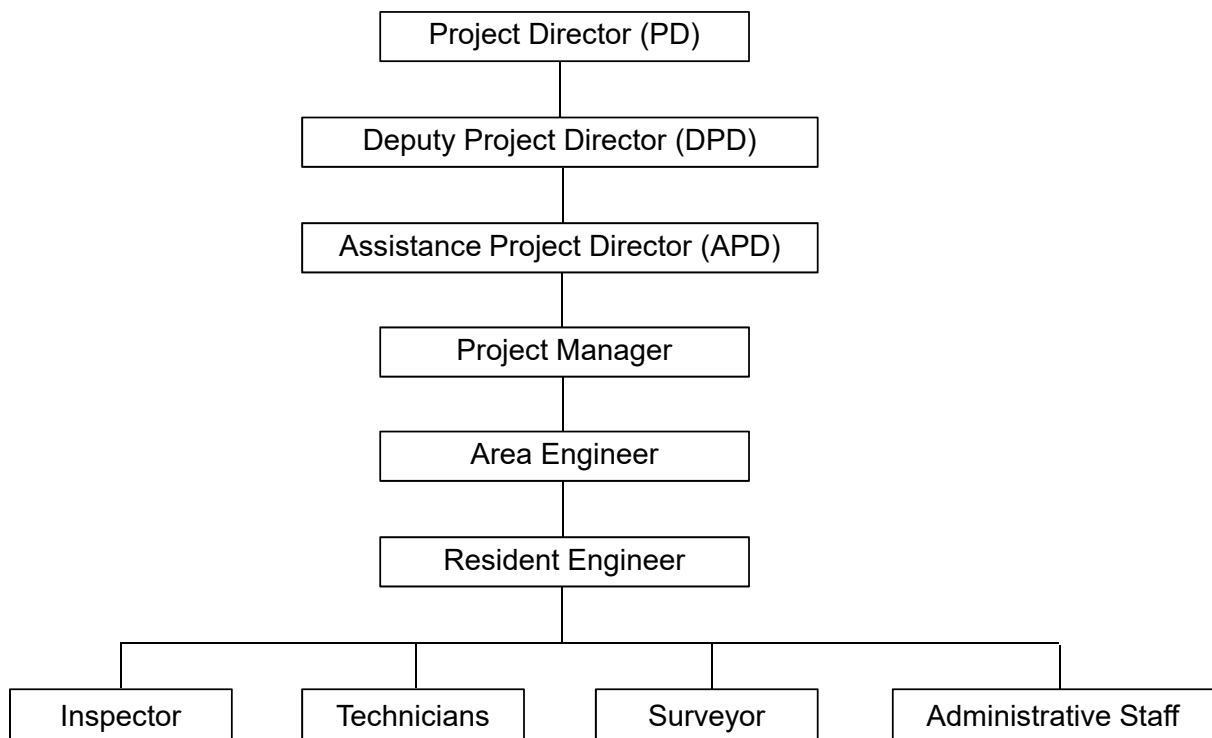 Project Director (PD)
Deputy Project Director (DPD)
Assistance Project Director (APD)
Project Manager
Area Engineer
Resident Engineer
Inspector
Technicians
Surveyor
Administrative Staff